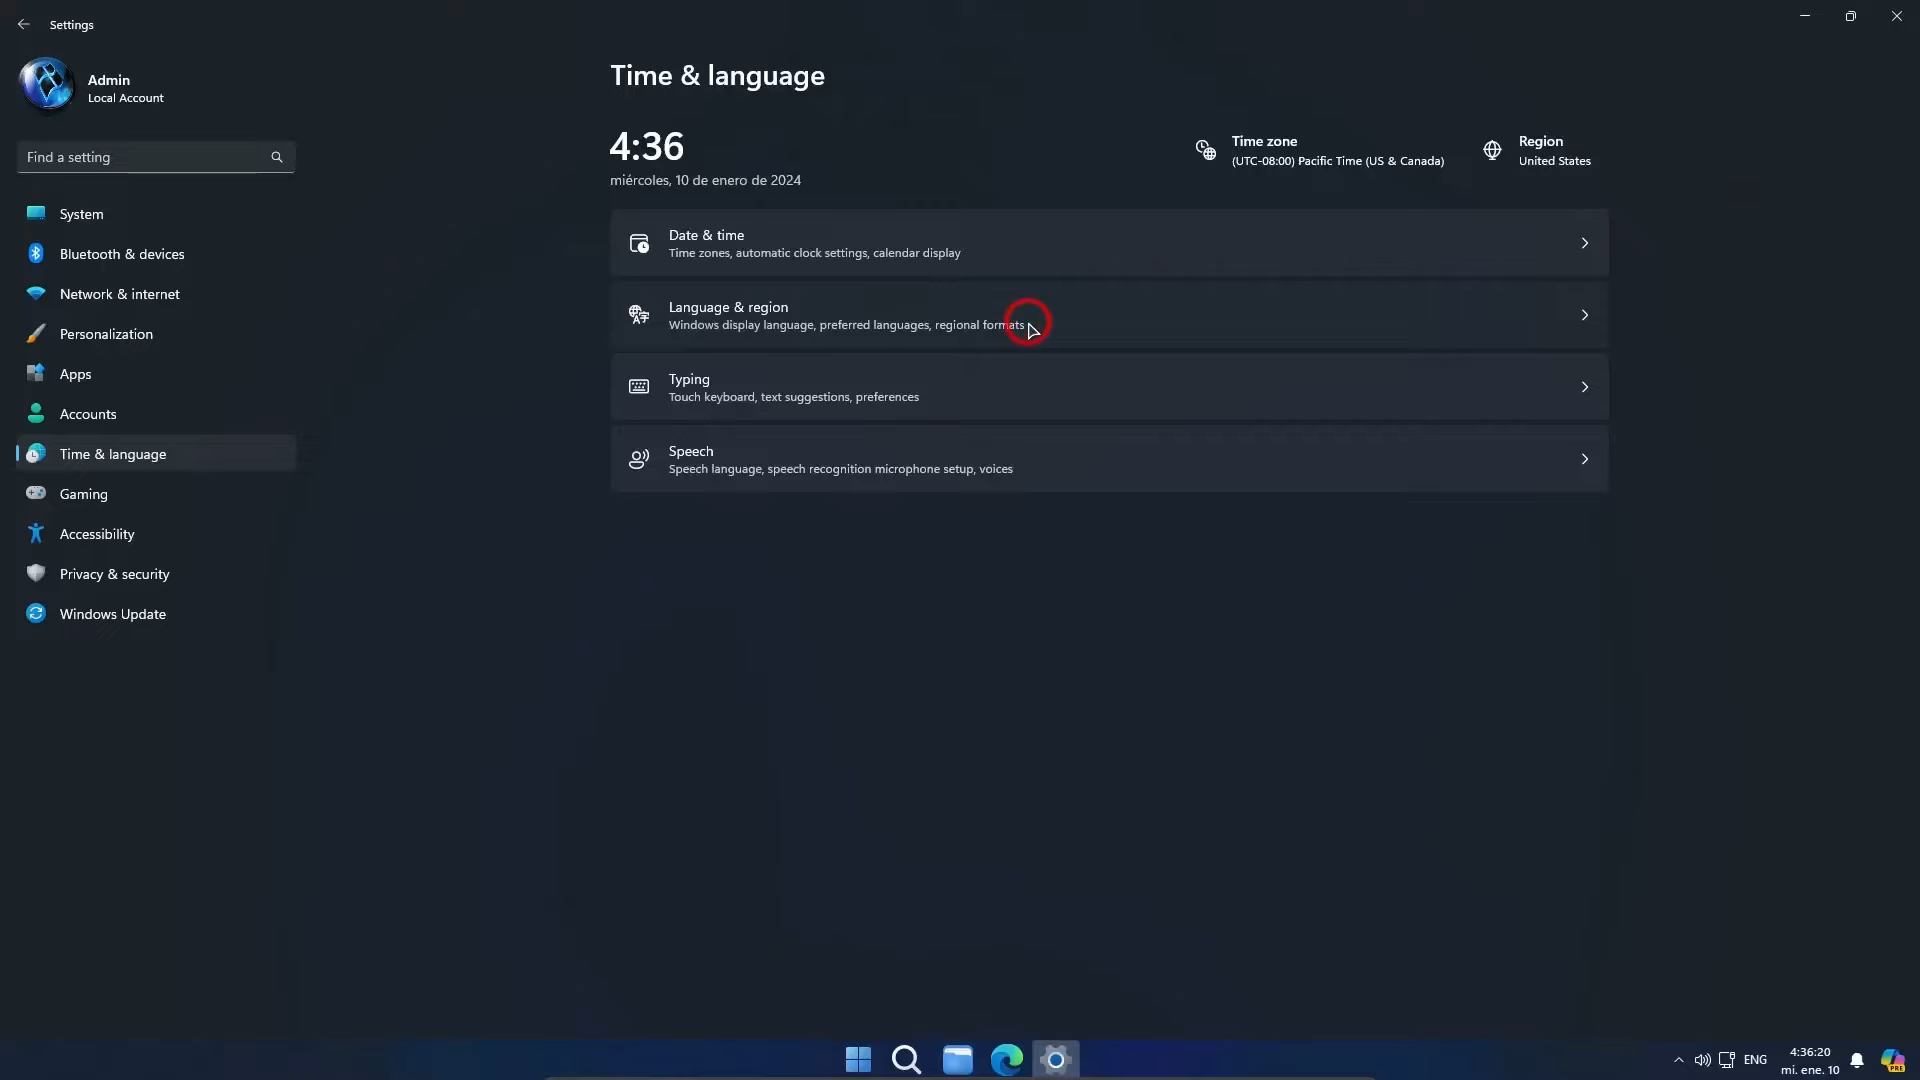 Settings
Admin
Local Account
Find a setting
System
Bluetooth & devices
Network & internet
Personalization
Apps
Accounts
Time & language
Gaming
Accessibility
Privacy & security
Windows Update
Time & language
4:36
miércoles, 10 de enero de 2024
Time zone
(UTC-08:00) Pacific Time (US & Canada)
Region
United States
Date & time
Time zones, automatic clock settings, calendar display
Language & region
Windows display language, preferred languages, regional formats
Typing
Touch keyboard, text suggestions, preferences
Speech
Speech language, speech recognition microphone setup, voices
ENG
4:36:20
mi. ene. 10
PRE